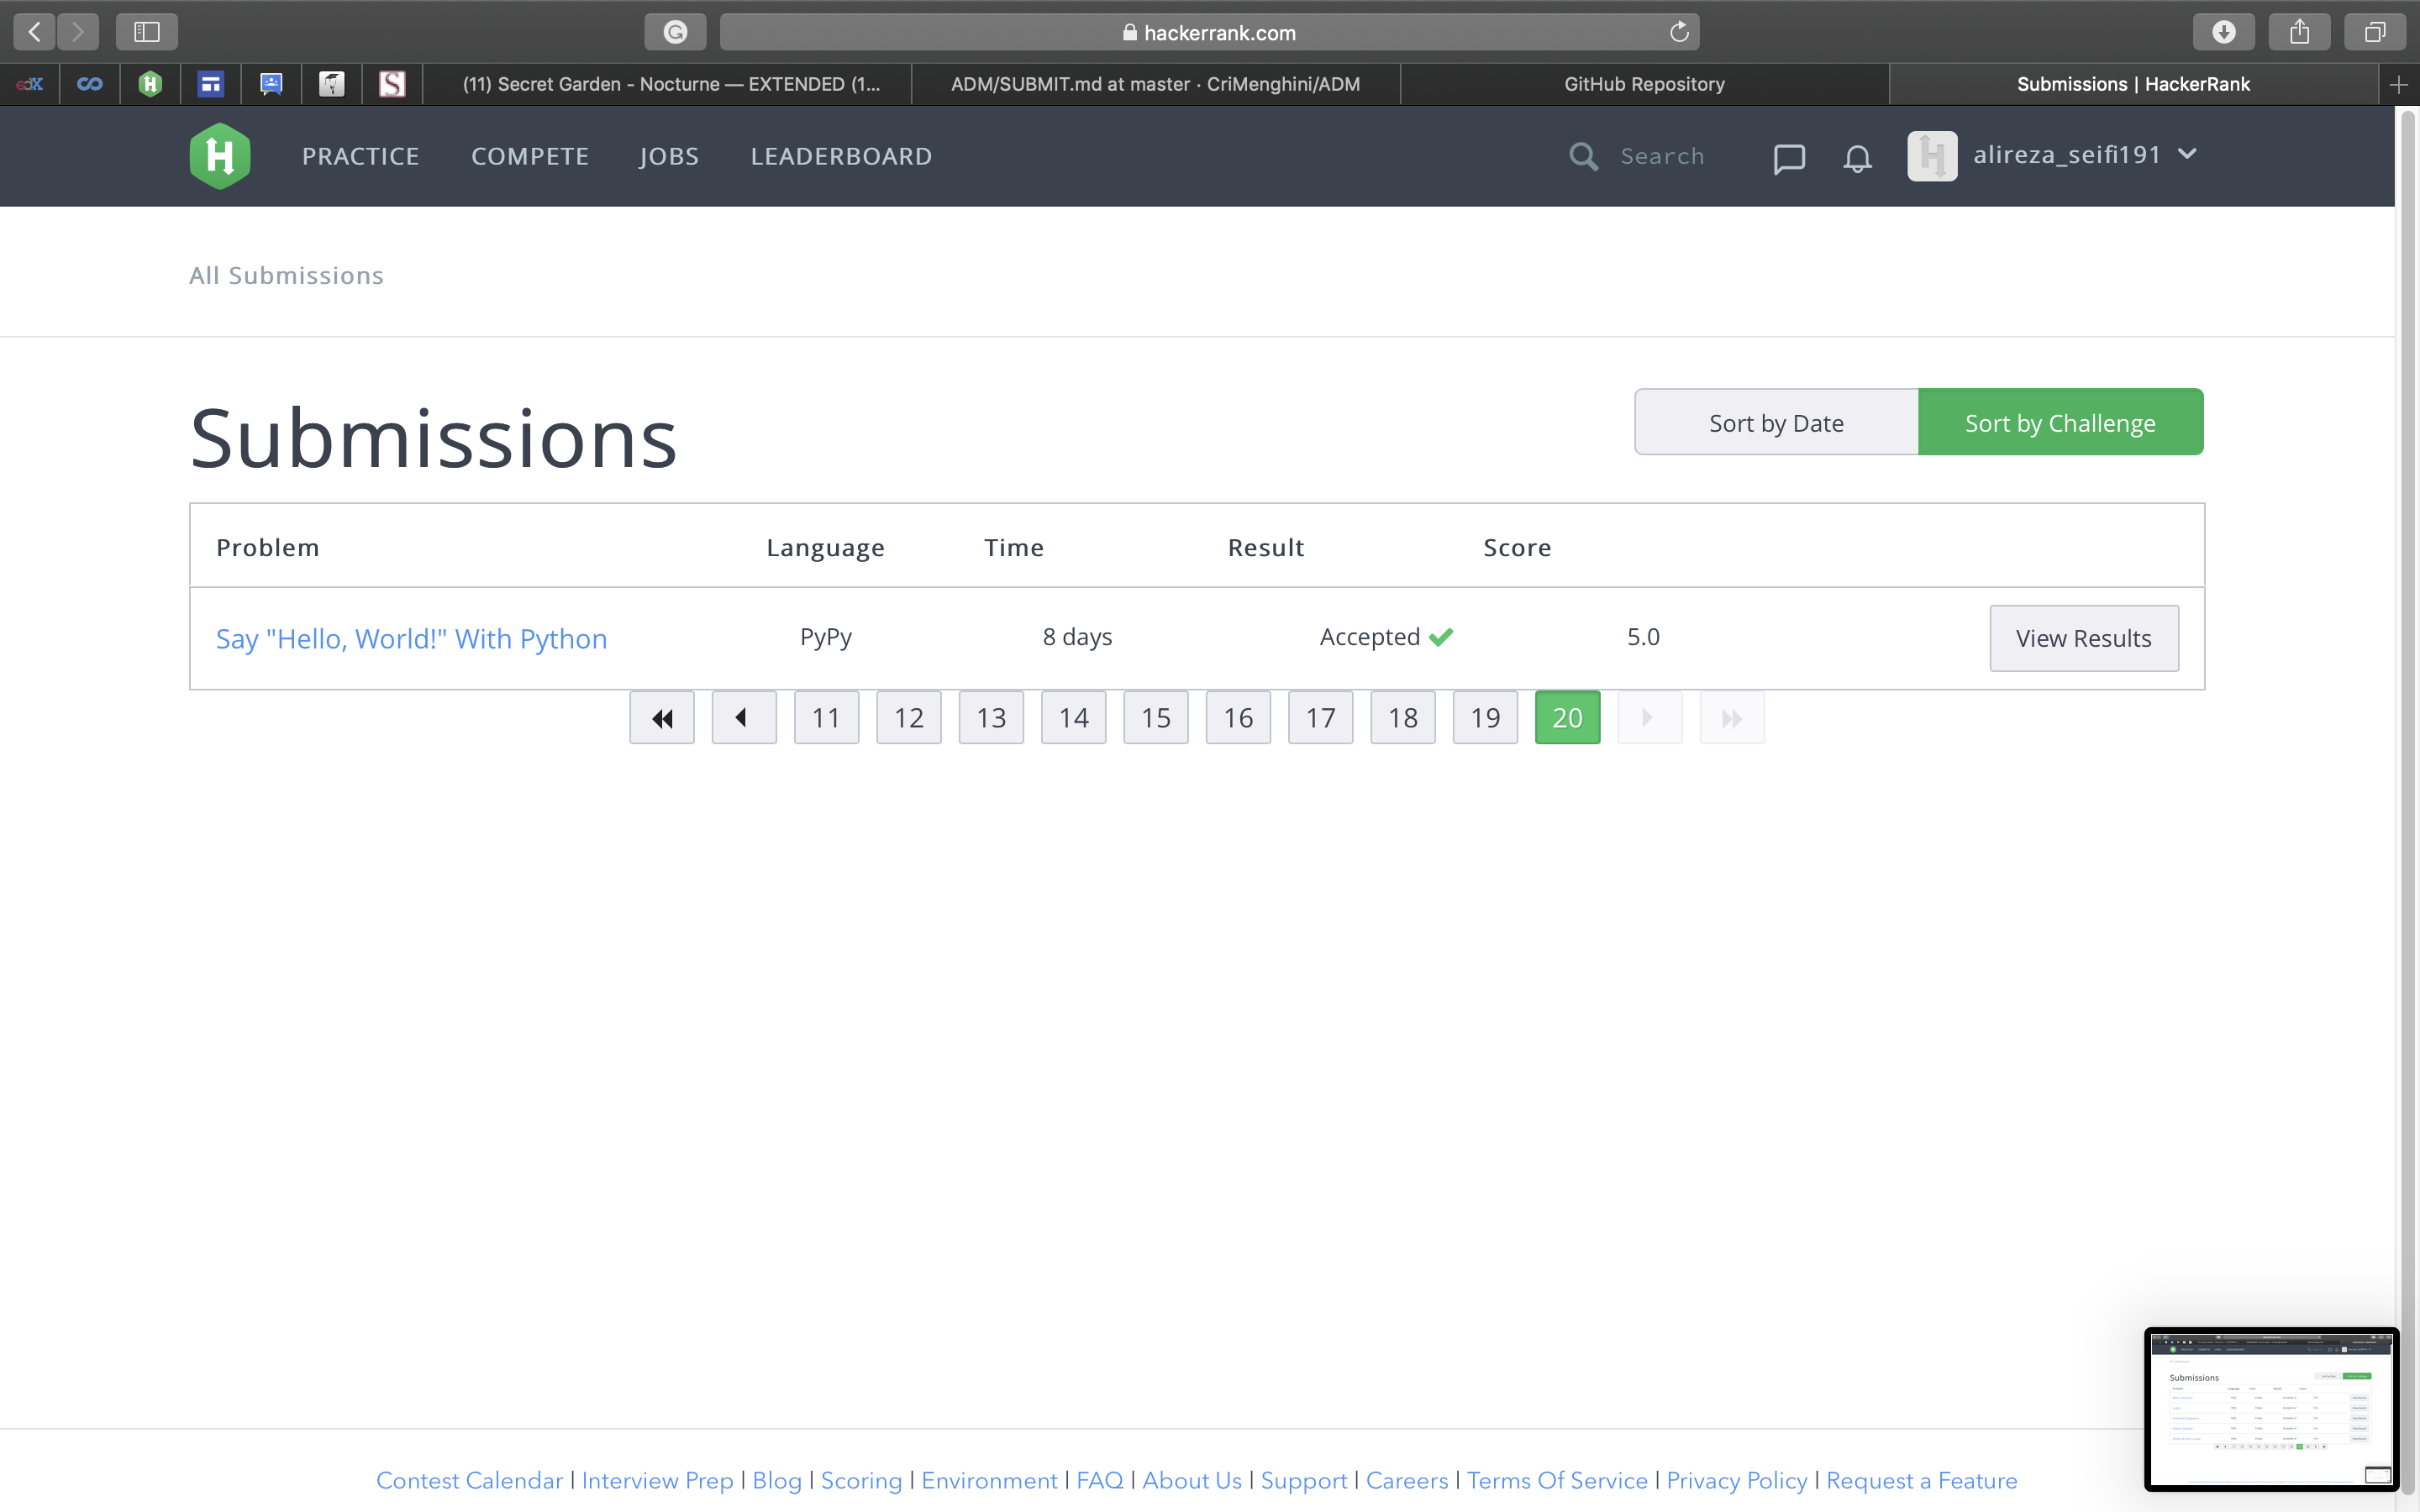 hackerrank.com
(11) Secret Garden - Nocturne — EXTENDED (1...
ADM/SUBMIT.md at master · CriMenghini/ADM
GitHub Repository
Submissions | HackerRank
PRACTICE COMPETE JOBS LEADERBOARD Search alireza_seifi191
All Submissions
Submissions
Sort by Date Sort by Challenge
Problem Language Time Result Score
Say "Hello, World!" With Python PyPy 8 days Accepted 5.0 View Results
11 12 13 14 15 16 17 18 19 20
Submissions
Contest Calendar | Interview Prep | Blog | Scoring | Environment | FAQ | About Us | Support | Careers | Terms Of Service | Privacy Policy | Request a Feature